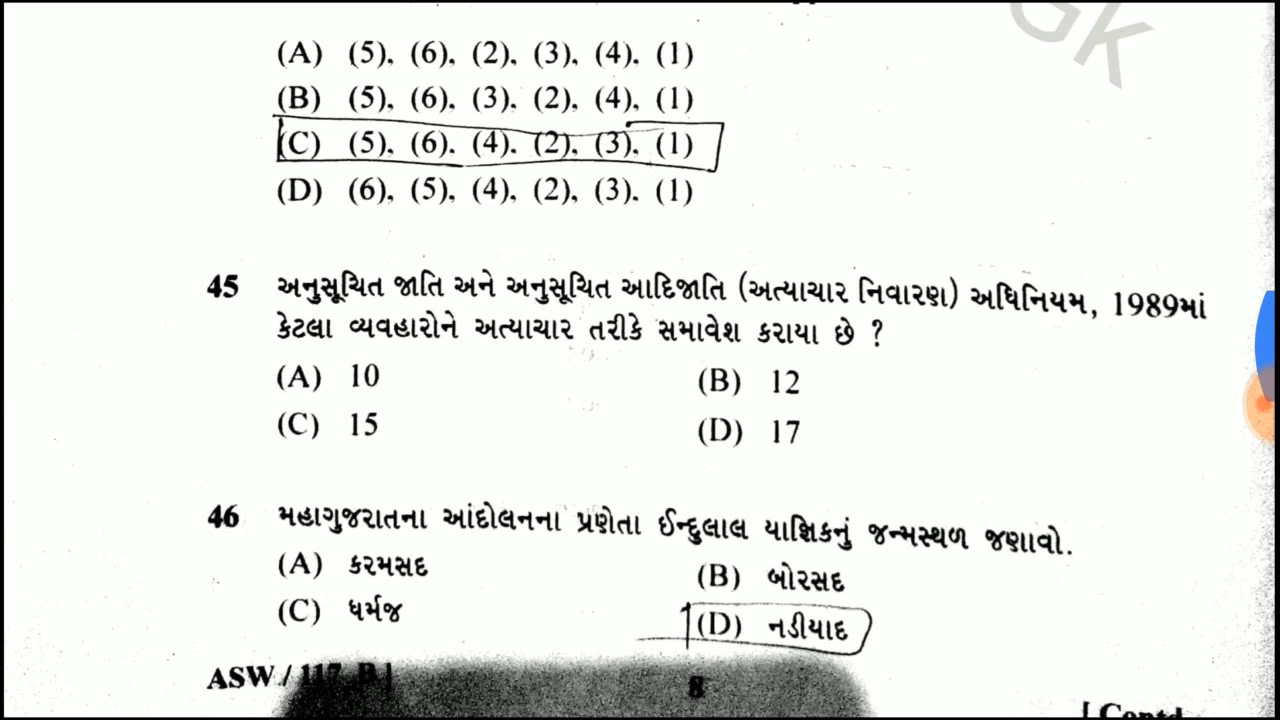 Gk
(A) (5), (6), (2), (3), (4), (1)
(B) (5), (6), (3), (2), (4), (1)
(C) (5), (6), (4), (2), (3), (1)
(D) (6), (5), (4), (2), (3), (1)
45 અનુસૂચિત જાતિ અને અનુસૂચિત આદિજાતિ (અત્યાચાર નિવારણ) અધિનિયમ, 1989માં
કેટલા વ્યવહારોને અત્યાચાર તરીકે સમાવેશ કરાયા છે ?
(A) 10 (B) 12
(C) 15 (D) 17
46 મહાગુજરાતના આંદોલનના પ્રણેતા ઈન્દુલાલ યાજ્ઞિકનું જન્મસ્થળ જણાવો.
(A) કરમસદ (B) બોરસદ
(C) ધર્મજ (D) નડીયાદ
ASW / 117_B ] 8 [ Contd